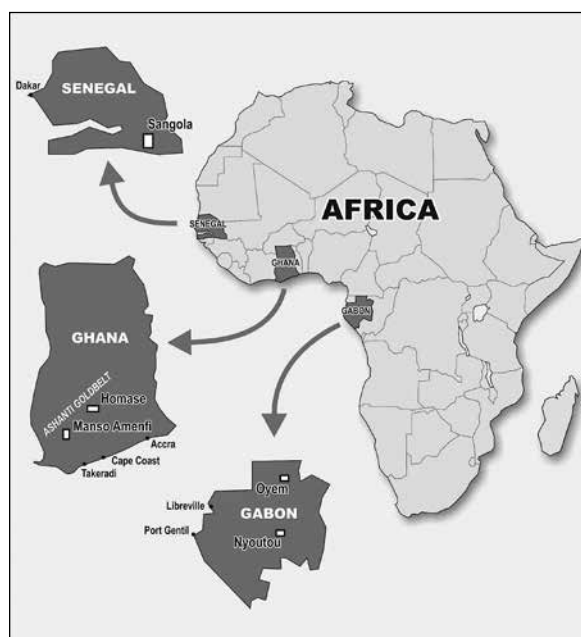 Dakar
SENEGAL
Sangola
AFRICA
SENEGAL
GHANA
GABON
GHANA
ASHANTI GOLDBELT
Homase
Manso Amenfi
Accra
Cape Coast
Takeradi
Oyem
Libreville
GABON
Port Gentil
Nyoutou